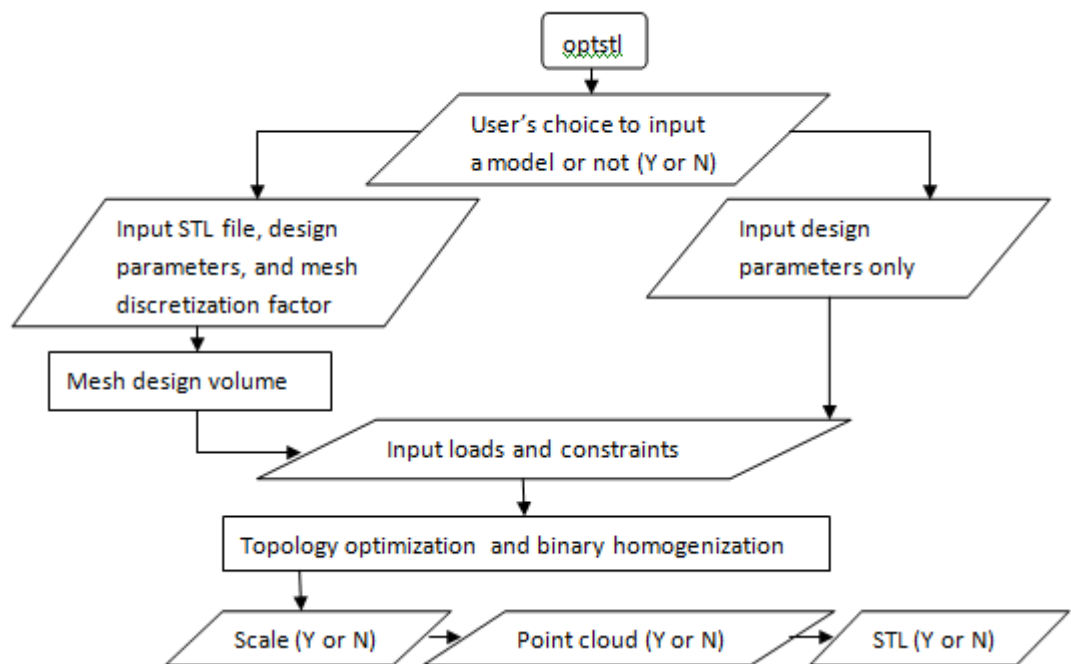 optstl
User’s choice to input
a model or not (Y or N)
Input STL file, design
parameters, and mesh
discretization factor
Input design
parameters only
Mesh design volume
Input loads and constraints
Topology optimization and binary homogenization
Scale (Y or N)
Point cloud (Y or N)
STL (Y or N)